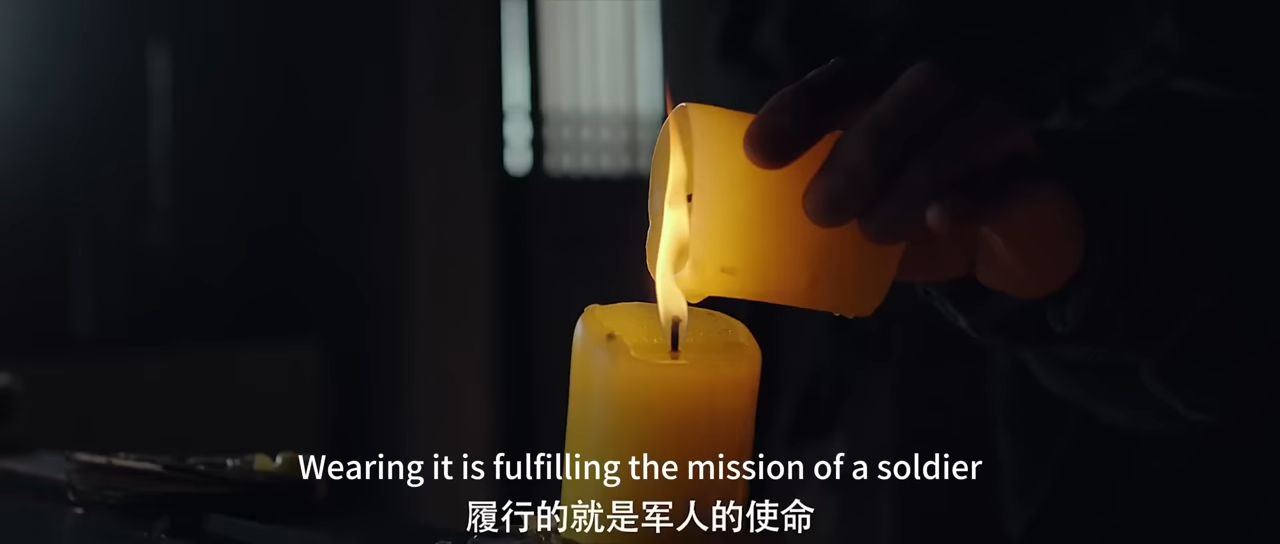 Wearing it is fulfilling the mission of a soldier
履行的就是军人的使命